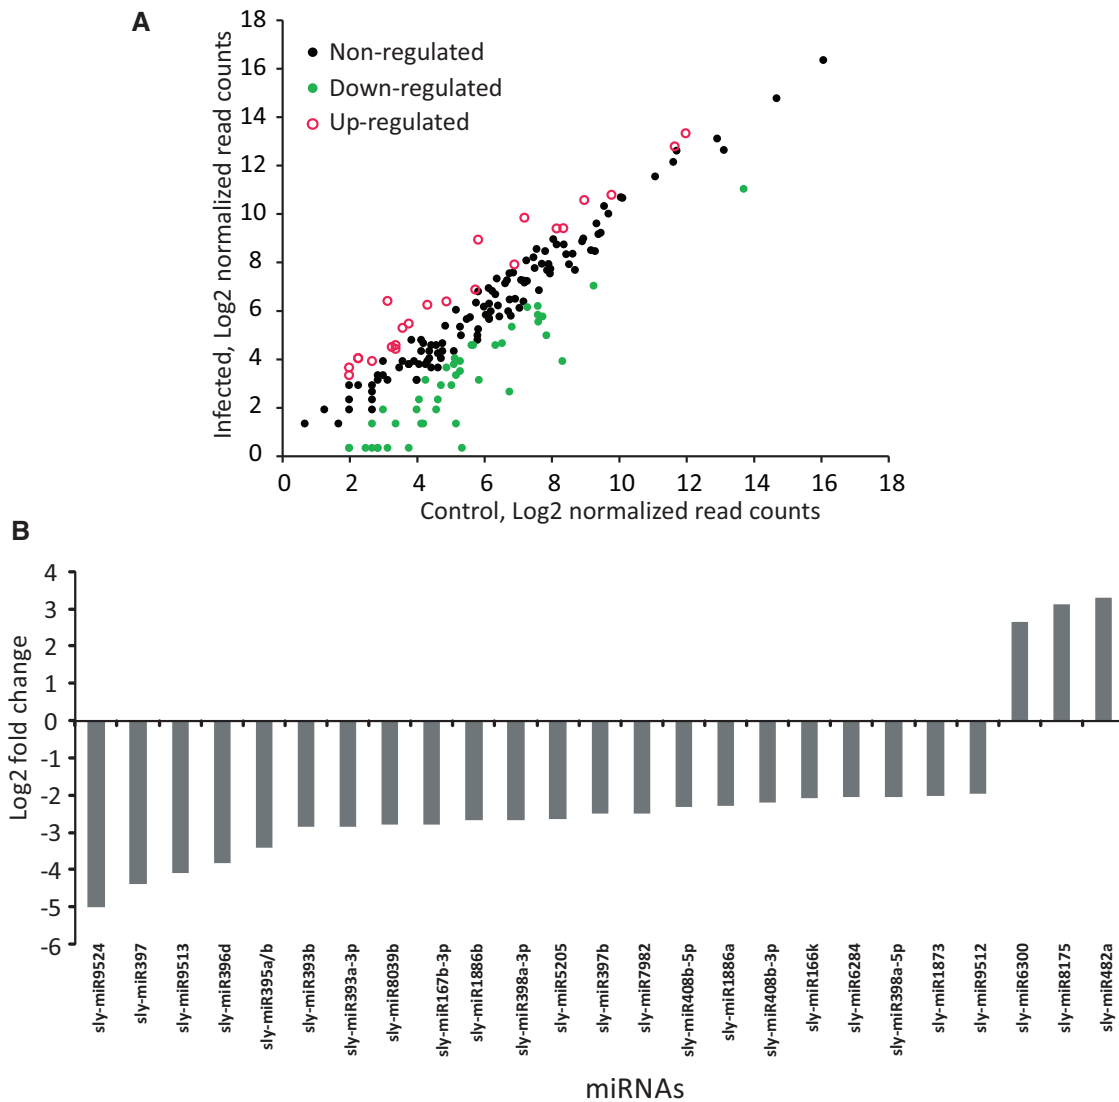 A
18
16
14
12
10
8
6
4
2
0
Infected, Log2 normalized read counts
Non-regulated
Down-regulated
Up-regulated
0 2 4 6 8 10 12 14 16 18
Control, Log2 normalized read counts
B
4
3
2
1
0
-1
-2
-3
-4
-5
-6
Log2 fold change
sly-miR9524
sly-miR397
sly-miR9513
sly-miR396d
sly-miR395a/b
sly-miR393b
sly-miR393a-3p
sly-miR8039b
sly-miR167b-3p
sly-miR1886b
sly-miR398a-3p
sly-miR5205
sly-miR397b
sly-miR7982
sly-miR408b-5p
sly-miR1886a
sly-miR408b-3p
sly-miR166k
sly-miR6284
sly-miR398a-5p
sly-miR1873
sly-miR9512
sly-miR6300
sly-miR8175
sly-miR482a
miRNAs